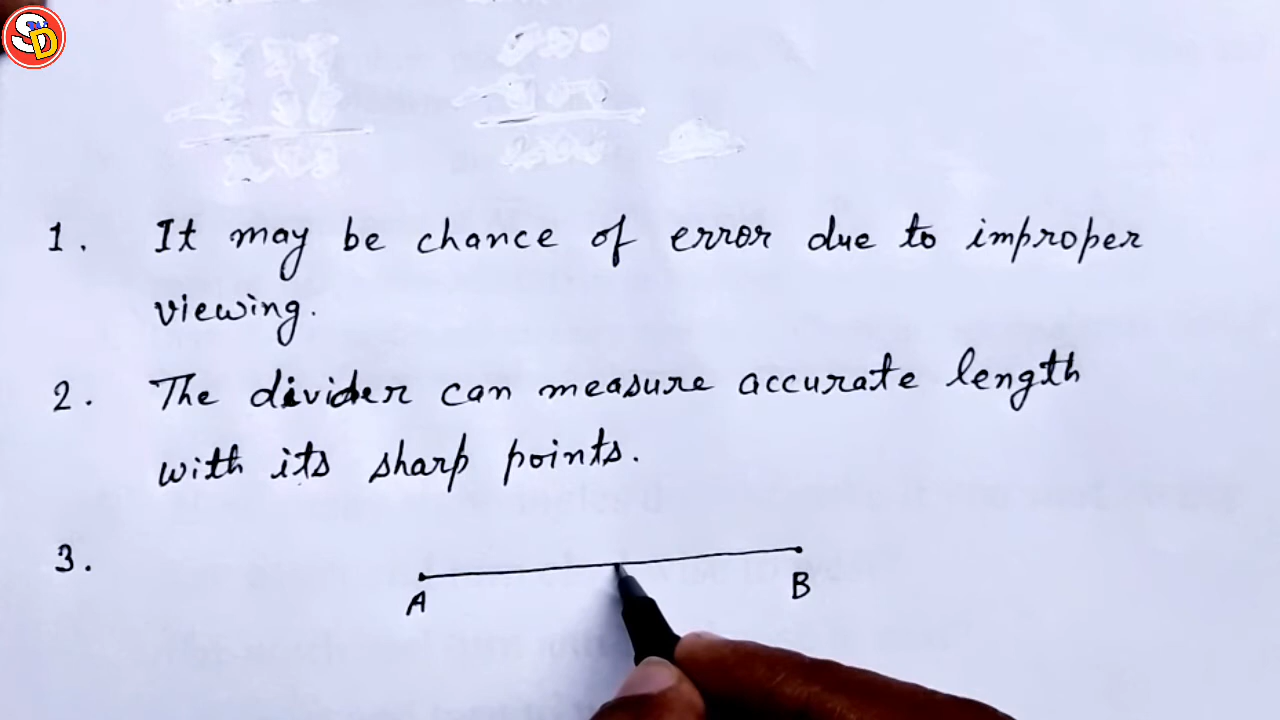 SD
1. It may be chance of error due to improper
viewing.
2. The divider can measure accurate length
with its sharp points.
3.
A B